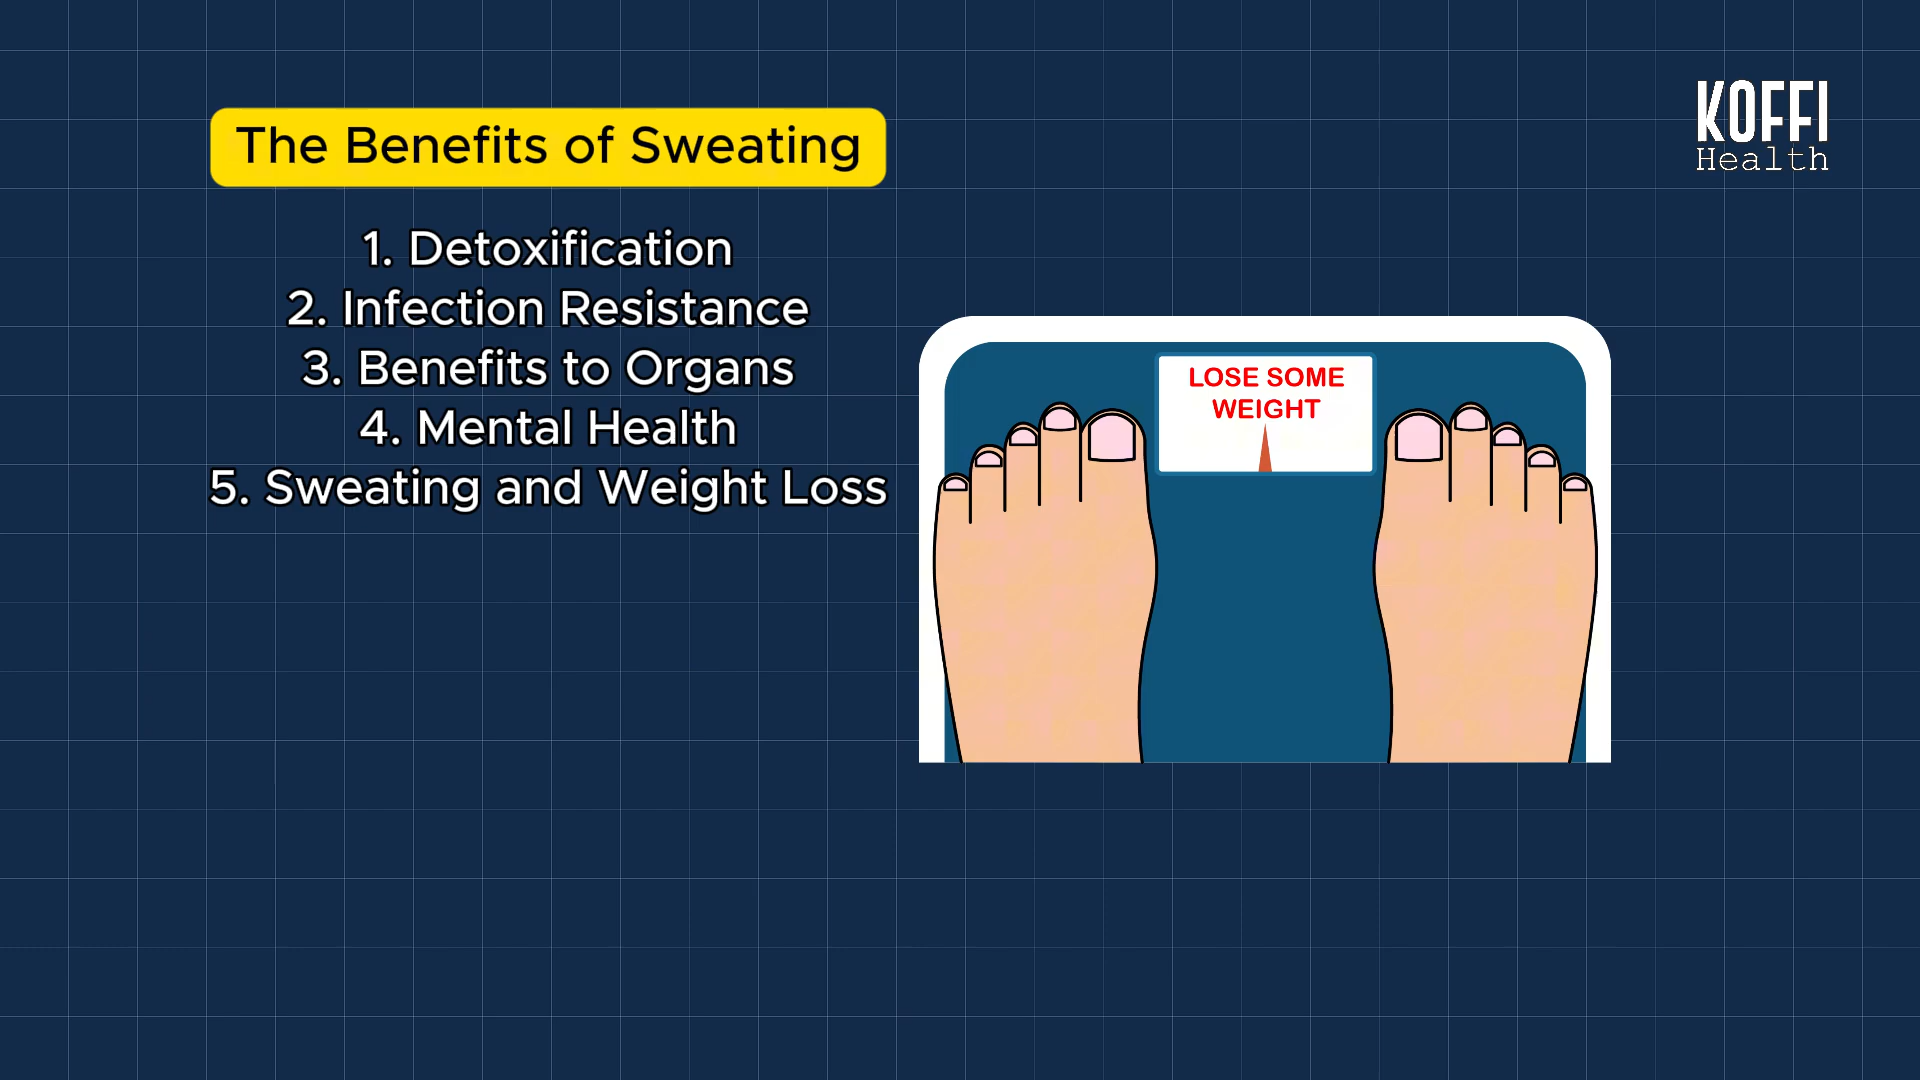 The Benefits of Sweating
1. Detoxification
2. Infection Resistance
3. Benefits to Organs
4. Mental Health
5. Sweating and Weight Loss
KOFFI
Health
LOSE SOME
WEIGHT